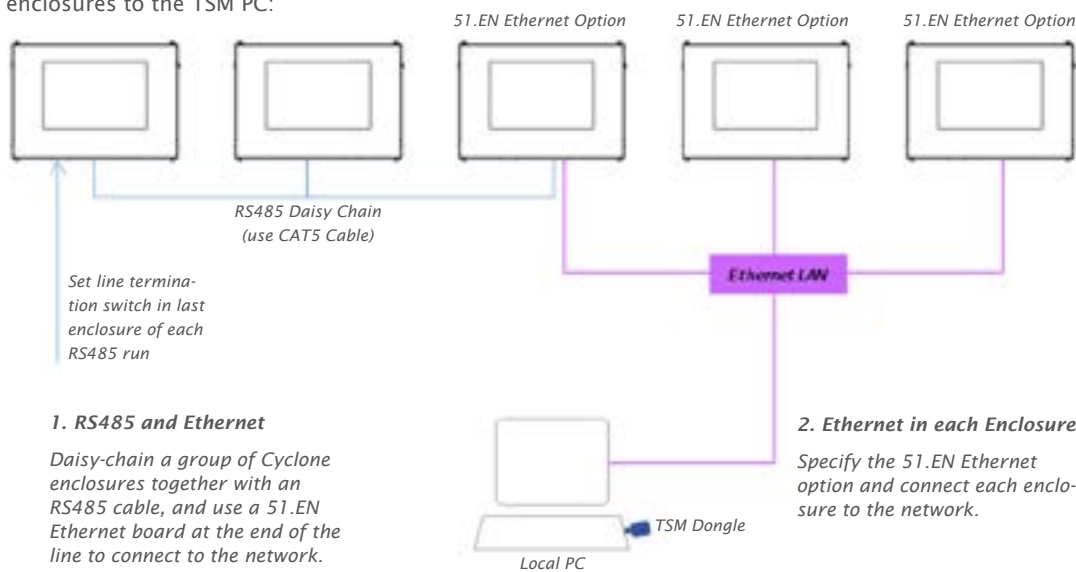 enclosures to the TSM PC:
51.EN Ethernet Option
51.EN Ethernet Option
51.EN Ethernet Option
RS485 Daisy Chain
(use CAT5 Cable)
Set line termina-
tion switch in last
enclosure of each
RS485 run
Ethernet LAN
1. RS485 and Ethernet
Daisy-chain a group of Cyclone
enclosures together with an
RS485 cable, and use a 51.EN
Ethernet board at the end of the
line to connect to the network.
2. Ethernet in each Enclosure
Specify the 51.EN Ethernet
option and connect each enclo-
sure to the network.
TSM Dongle
Local PC